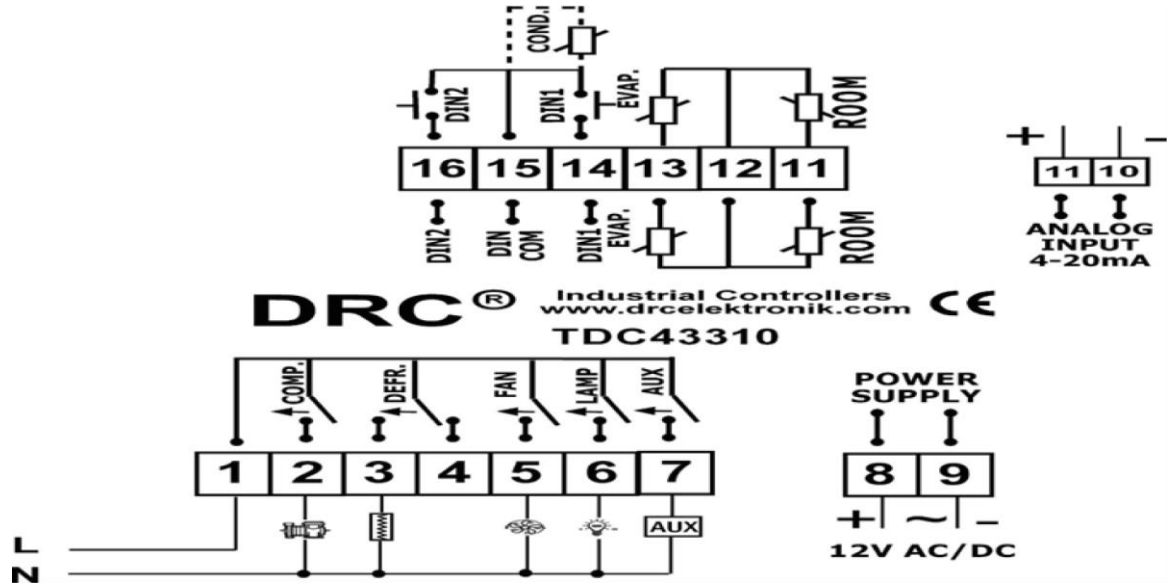 COND.
DIN2
DIN1
EVAP.
ROOM
16 15 14 13 12 11
DIN2
DIN COM
DIN1
EVAP.
ROOM
+ -
11 10
ANALOG
INPUT
4-20mA
DRC ® Industrial Controllers CE
www.drcelektronik.com
TDC43310
COMP.
DEFR.
FAN
LAMP
AUX
1 2 3 4 5 6 7
AUX
L
N
POWER
SUPPLY
8 9
+ ~ -
12V AC/DC